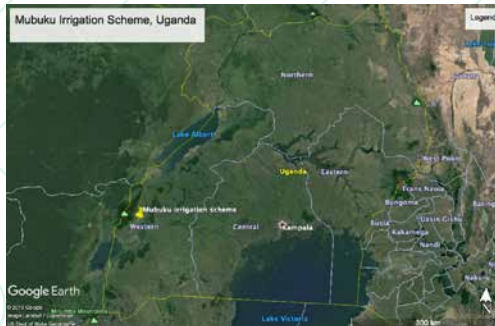 Mubuku Irrigation Scheme, Uganda
Legen
Northern
Lake Albert
West Pokot
Uganda
Eastern
Trans Nzoia
Mubuku irrigation scheme
Bungoma
Uasin Gishu
Western
Central
Kampala
Busia
Kakamega
Nandi
Nakuru
Google Earth
Lake Victoria
300 km
N